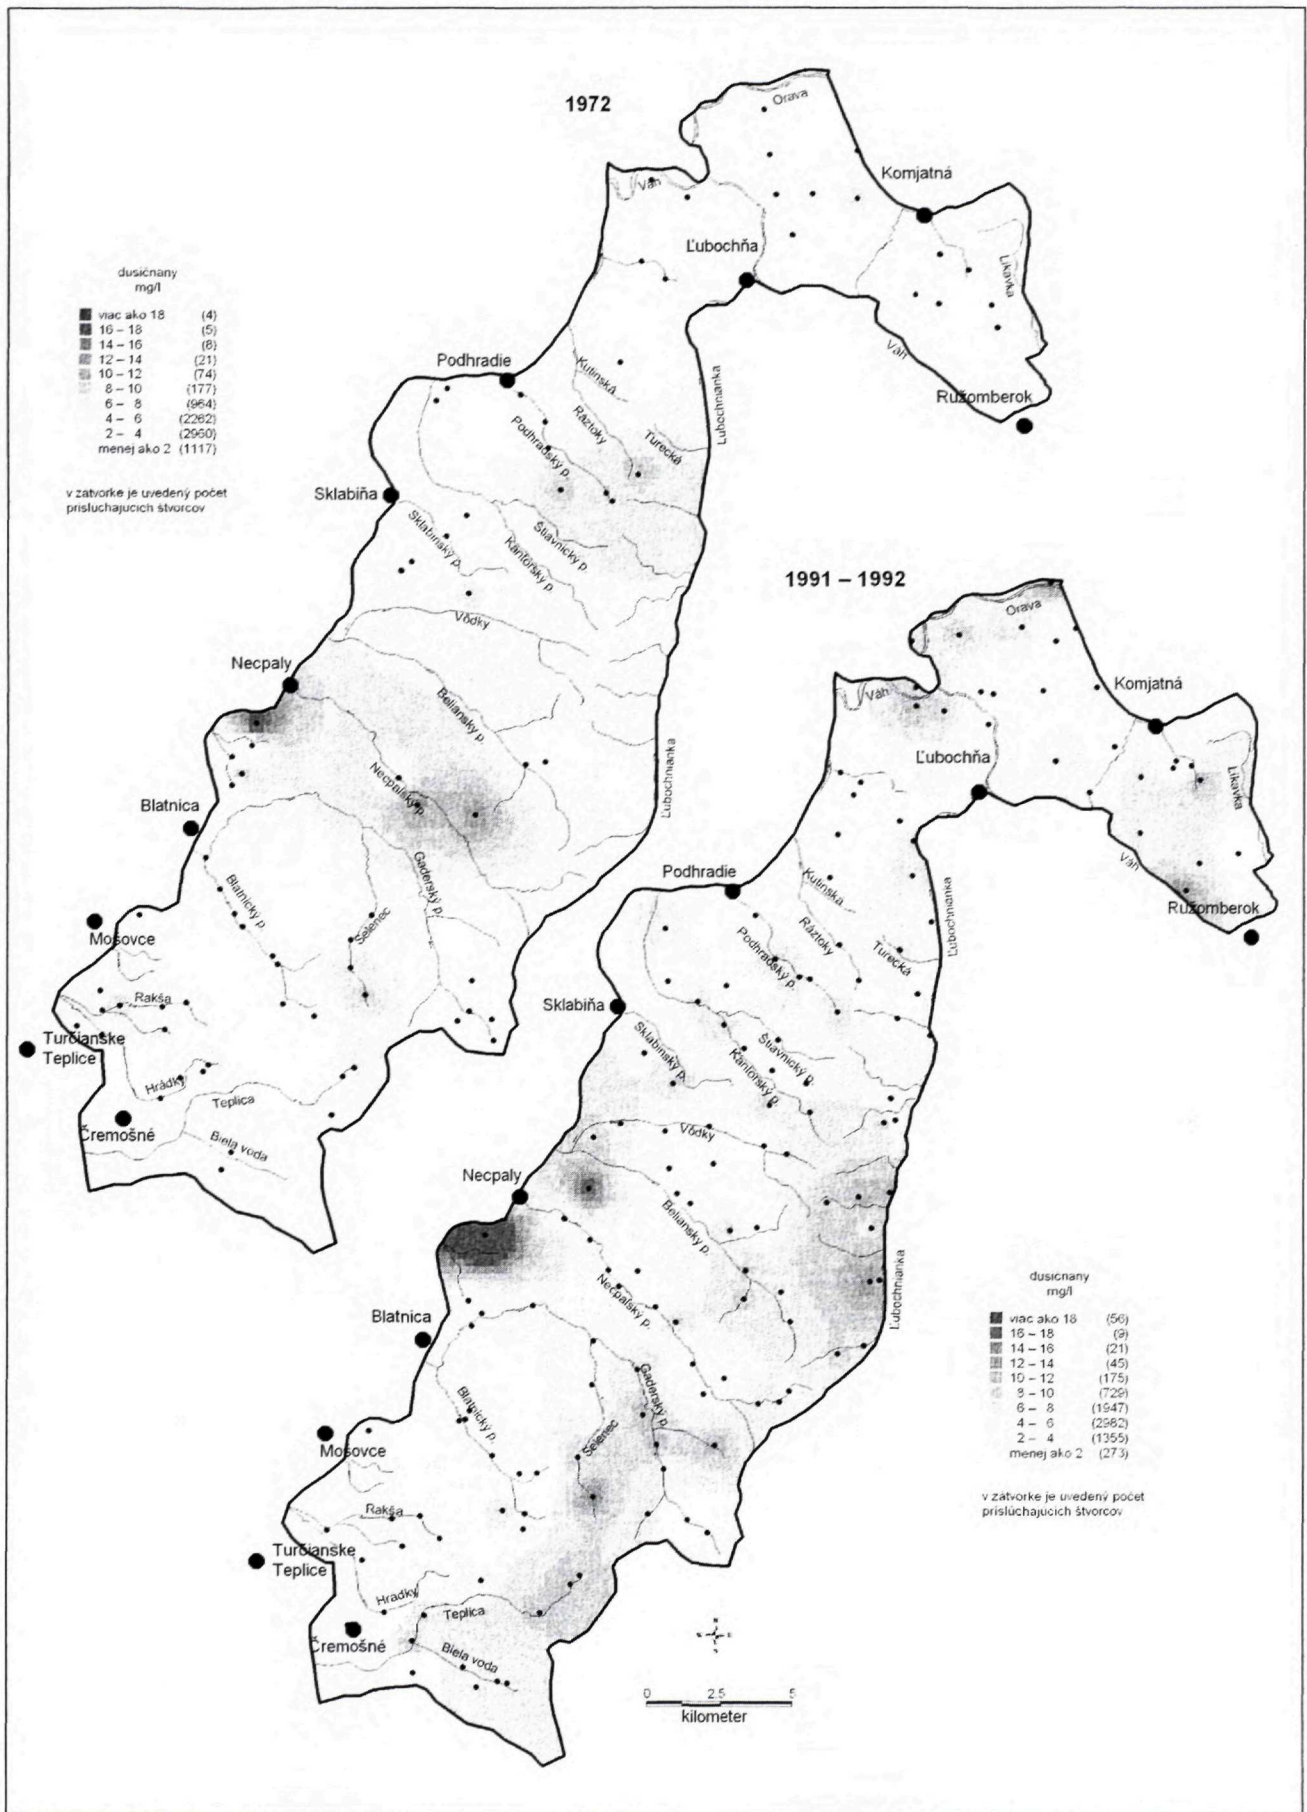 1972
Orava
Váh
Komjatná
Ľubochňa
Likavka
dusičnany
mg/l
viac ako 18 (4)
16 – 18 (5)
14 – 16 (8)
12 – 14 (21)
10 – 12 (74)
8 – 10 (177)
6 – 8 (964)
4 – 6 (2262)
2 – 4 (2960)
menej ako 2 (1117)
v zátvorke je uvedený počet
prislúchajúcich štvorcov
Váh
Podhradie
Kutinská
Ľubochnianka
Ružomberok
Rázloky
Podhradský p.
Turecká
Sklabiňa
Sklabinský p.
Štiavnický p.
Kantorský p.
Vôdky
Necpaly
Beliansky p.
Necpalský p.
Ľubochnianka
Blatnica
Gaderský p.
Blatnický p.
Selenec
Mošovce
Rakša
Turčianske
Teplice
Hrádky
Teplica
Čremošné
Biela voda
1991 – 1992
Orava
Váh
Komjatná
Ľubochňa
Likavka
Váh
Podhradie
Kutinská
Ľubochnianka
Ružomberok
Rázloky
Podhradský p.
Turecká
Sklabiňa
Sklabinský p.
Štiavnický p.
Kantorský p.
Vôdky
Necpaly
Beliansky p.
Necpalský p.
Ľubochnianka
dusičnany
mg/l
viac ako 18 (56)
16 – 18 (9)
14 – 16 (21)
12 – 14 (45)
10 – 12 (175)
8 – 10 (729)
6 – 8 (1947)
4 – 6 (2982)
2 – 4 (1355)
menej ako 2 (273)
v zátvorke je uvedený počet
prislúchajúcich štvorcov
Blatnica
Gaderský p.
Blatnický p.
Selenec
Mošovce
Rakša
Turčianske
Teplice
Hradky
Teplica
Čremošné
Biela voda
0 2.5 5
kilometer